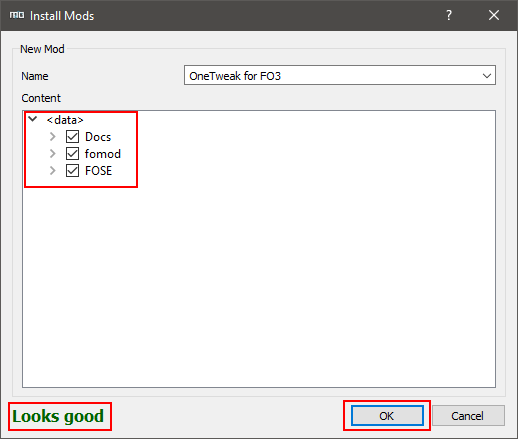 Install Mods
New Mod
Name
OneTweak for FO3
Content
<data>
Docs
fomod
FOSE
Looks good
OK
Cancel